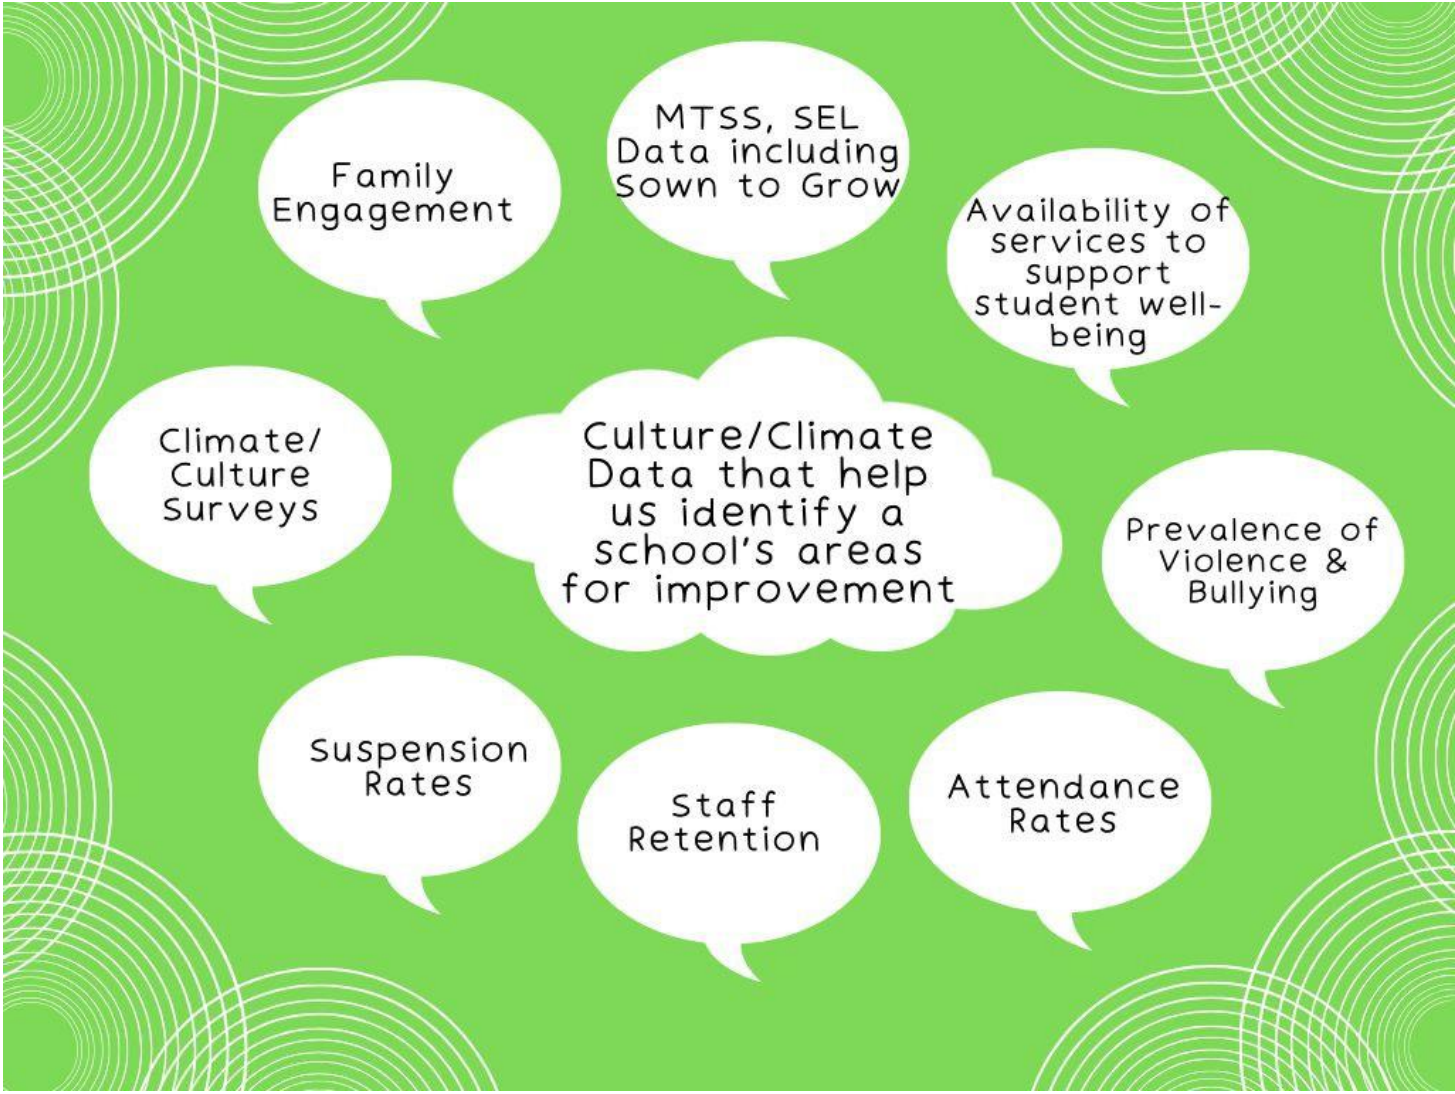 MTSS, SEL
Data including
Sown to Grow
Family
Engagement
Availability of
services to
support
student well-
being
Climate/
Culture
Surveys
Culture/Climate
Data that help
us identify a
school's areas
for improvement
Prevalence of
Violence &
Bullying
Suspension
Rates
Staff
Retention
Attendance
Rates